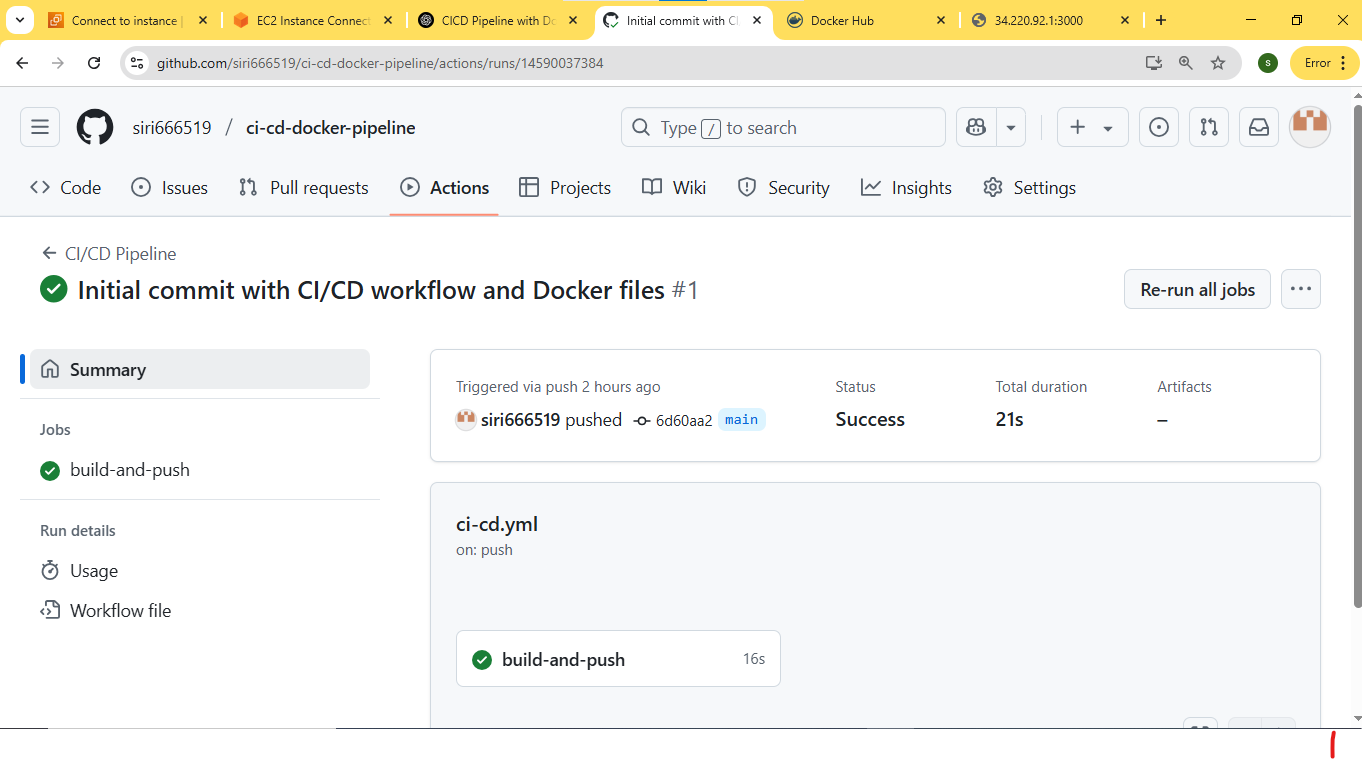 Connect to instance |
EC2 Instance Connect
CICD Pipeline with Do
Initial commit with CI
Docker Hub
34.220.92.1:3000
github.com/siri666519/ci-cd-docker-pipeline/actions/runs/14590037384
s
Error
siri666519 / ci-cd-docker-pipeline
Type / to search
Code
Issues
Pull requests
Actions
Projects
Wiki
Security
Insights
Settings
CI/CD Pipeline
Initial commit with CI/CD workflow and Docker files #1
Re-run all jobs
Summary
Jobs
build-and-push
Run details
Usage
Workflow file
Triggered via push 2 hours ago
siri666519 pushed 6d60aa2 main
Status
Success
Total duration
21s
Artifacts
–
ci-cd.yml
on: push
build-and-push 16s